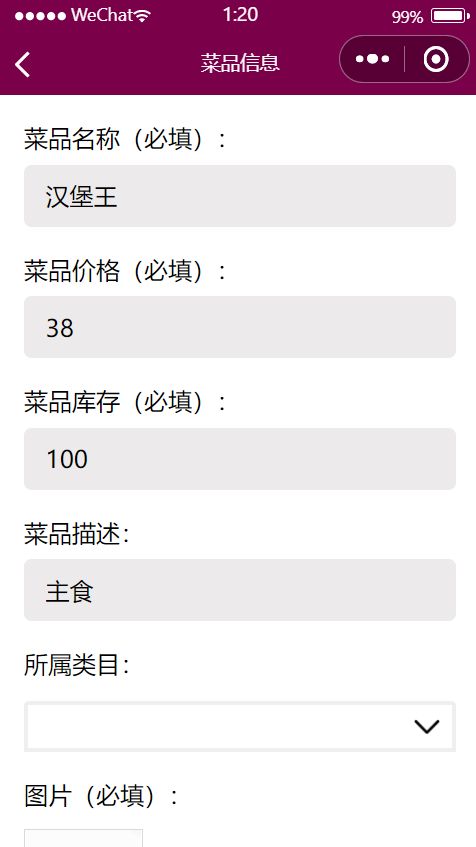 WeChat 1:20 99%
菜品信息
菜品名称（必填）：
汉堡王
菜品价格（必填）：
38
菜品库存（必填）：
100
菜品描述：
主食
所属类目：
图片（必填）：